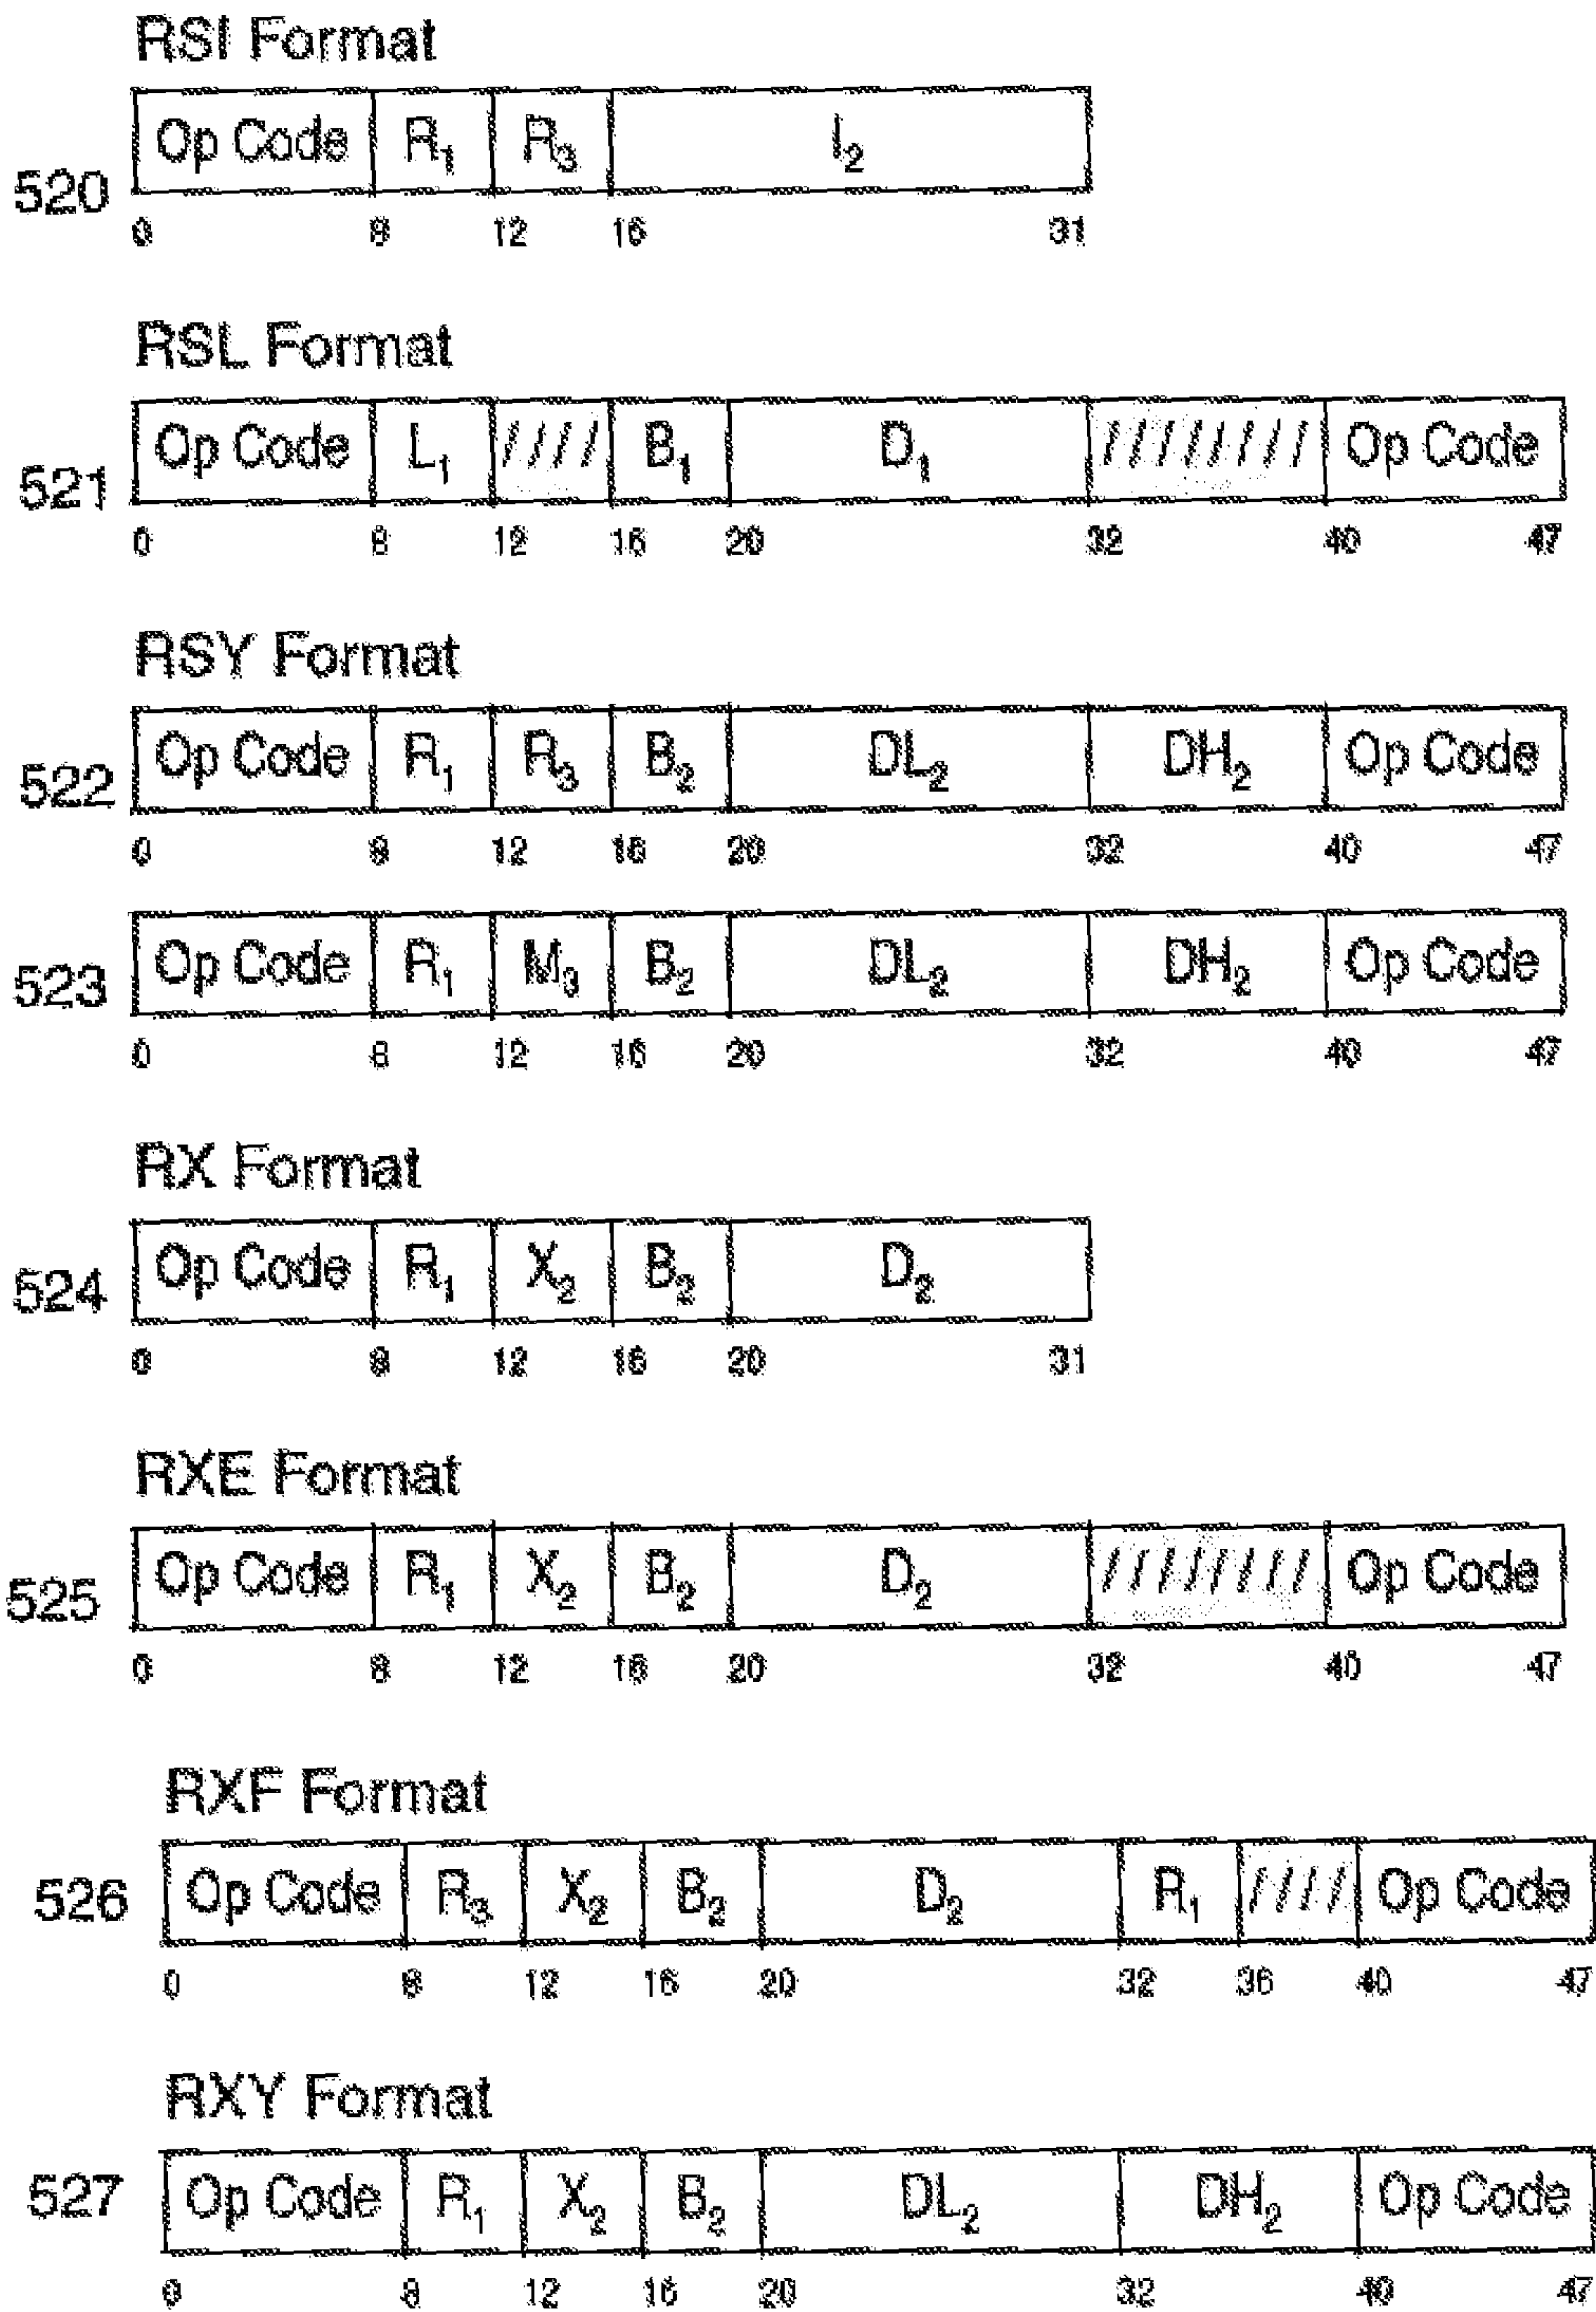 RSI Format
520 Op Code R₁ R₃ I₂
0 8 12 16 31
RSL Format
521 Op Code L₁ //// B₁ D₁ //////// Op Code
0 8 12 16 20 32 40 47
RSY Format
522 Op Code R₁ R₃ B₂ DL₂ DH₂ Op Code
0 8 12 16 20 32 40 47
523 Op Code R₁ M₃ B₂ DL₂ DH₂ Op Code
0 8 12 16 20 32 40 47
RX Format
524 Op Code R₁ X₂ B₂ D₂
0 8 12 16 20 31
RXE Format
525 Op Code R₁ X₂ B₂ D₂ //////// Op Code
0 8 12 16 20 32 40 47
RXF Format
526 Op Code R₃ X₂ B₂ D₂ R₁ //// Op Code
0 8 12 16 20 32 36 40 47
RXY Format
527 Op Code R₁ X₂ B₂ DL₂ DH₂ Op Code
0 8 12 16 20 32 40 47